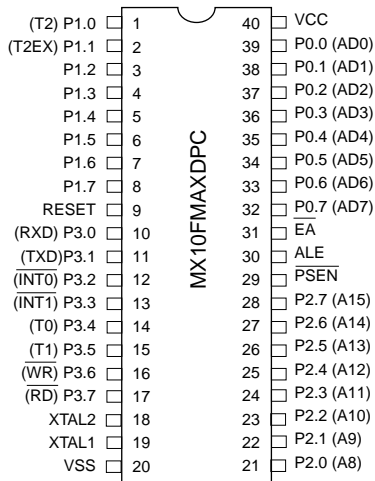 (T2) P1.0 1 40 VCC
(T2EX) P1.1 2 39 P0.0 (AD0)
P1.2 3 38 P0.1 (AD1)
P1.3 4 37 P0.2 (AD2)
P1.4 5 36 P0.3 (AD3)
P1.5 6 35 P0.4 (AD4)
P1.6 7 34 P0.5 (AD5)
P1.7 8 33 P0.6 (AD6)
RESET 9 32 P0.7 (AD7)
(RXD) P3.0 10 31 EA
(TXD)P3.1 11 30 ALE
(INT0) P3.2 12 29 PSEN
(INT1) P3.3 13 28 P2.7 (A15)
(T0) P3.4 14 27 P2.6 (A14)
(T1) P3.5 15 26 P2.5 (A13)
(WR) P3.6 16 25 P2.4 (A12)
(RD) P3.7 17 24 P2.3 (A11)
XTAL2 18 23 P2.2 (A10)
XTAL1 19 22 P2.1 (A9)
VSS 20 21 P2.0 (A8)
MX10FMAXDPC